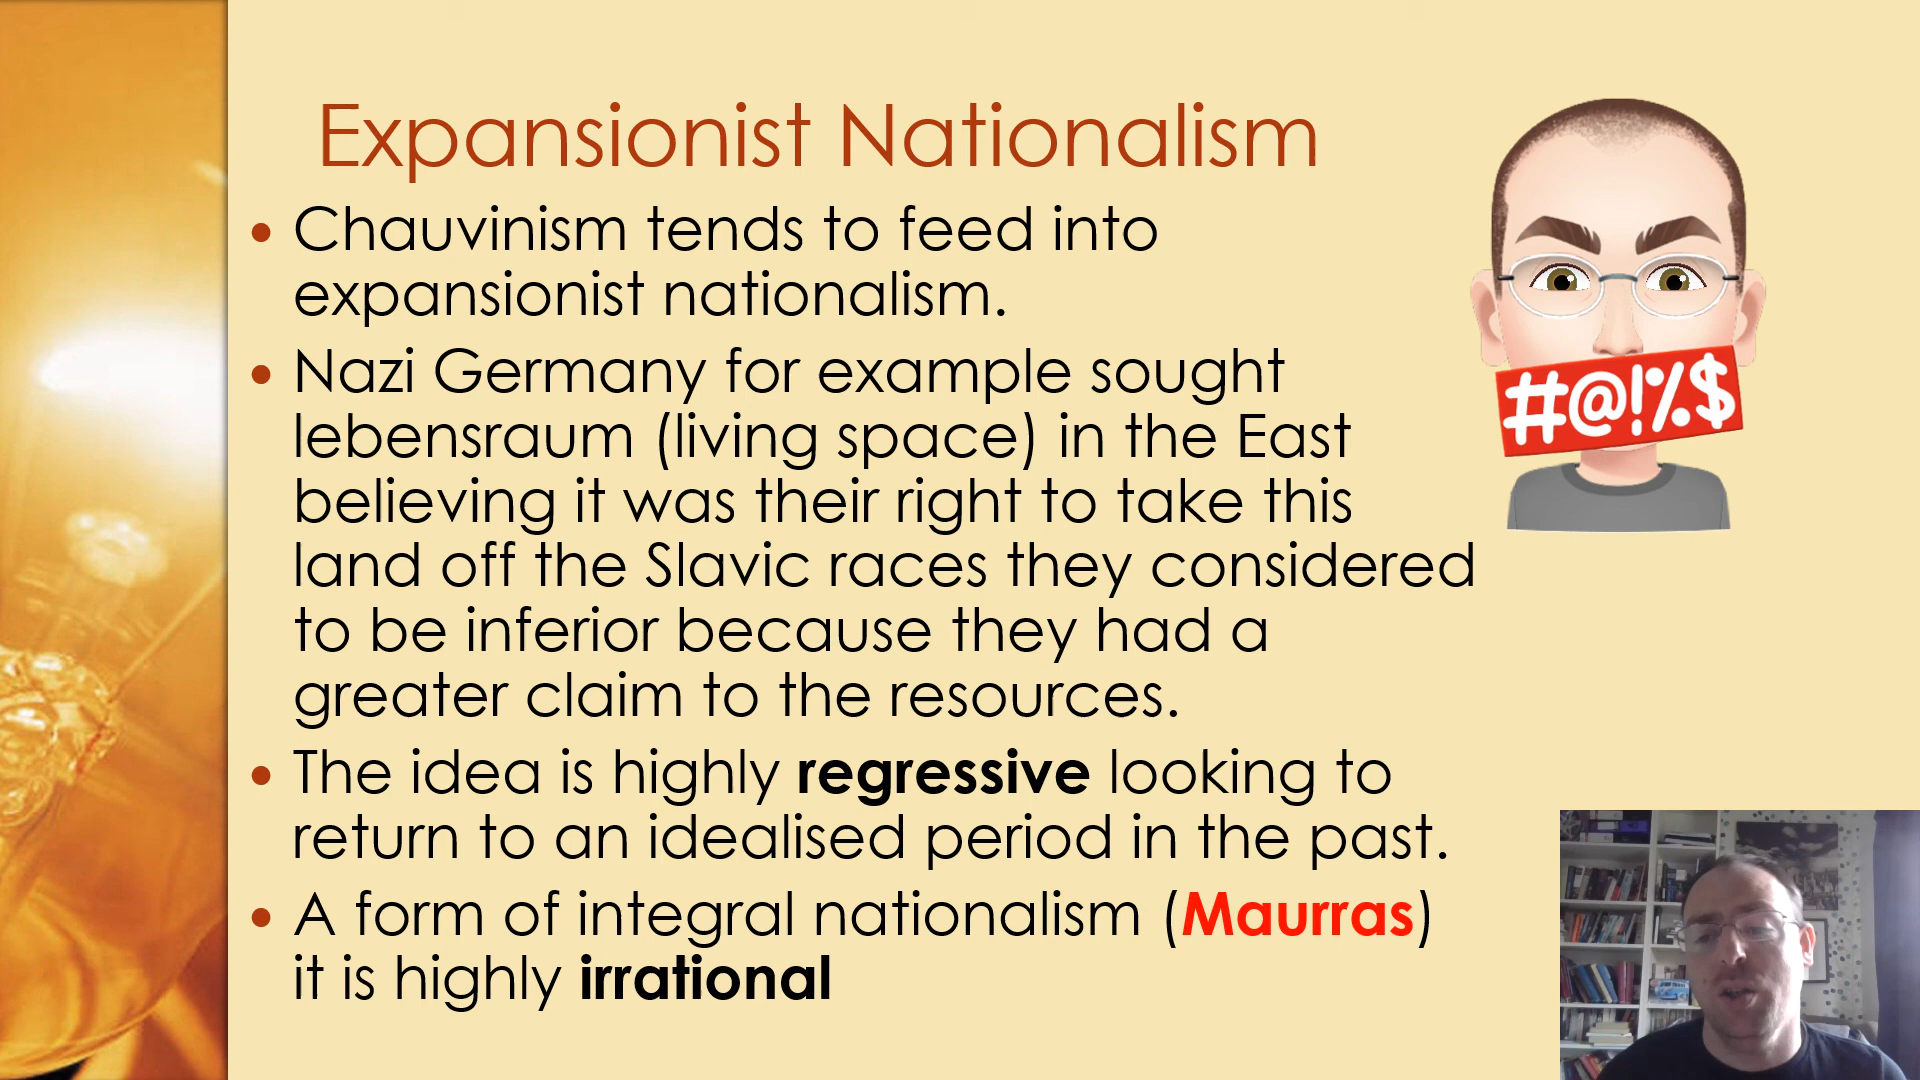 Expansionist Nationalism
• Chauvinism tends to feed into
expansionist nationalism.
• Nazi Germany for example sought
lebensraum (living space) in the East
believing it was their right to take this
land off the Slavic races they considered
to be inferior because they had a
greater claim to the resources.
• The idea is highly regressive looking to
return to an idealised period in the past.
• A form of integral nationalism (Maurras)
it is highly irrational
#@!%$